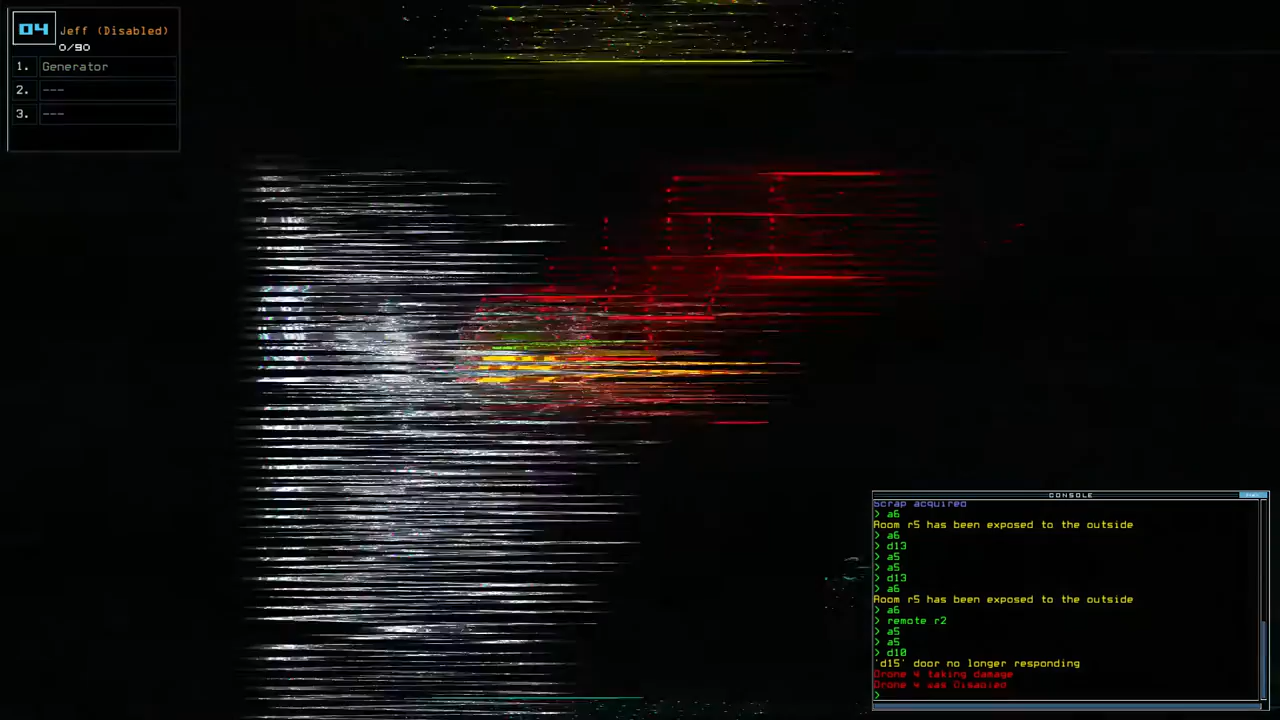 04 Jeff (Disabled)
0/90
1. Generator
2. ---
3. ---
CONSOLE
Scrap acquired
> a6
Room r5 has been exposed to the outside
> a6
> d13
> a5
> a5
> d13
> a6
Room r5 has been exposed to the outside
> a6
> remote r2
> a5
> a5
> d10
'd15' door no longer responding
Drone 4 taking damage
Drone 4 was Disabled
>